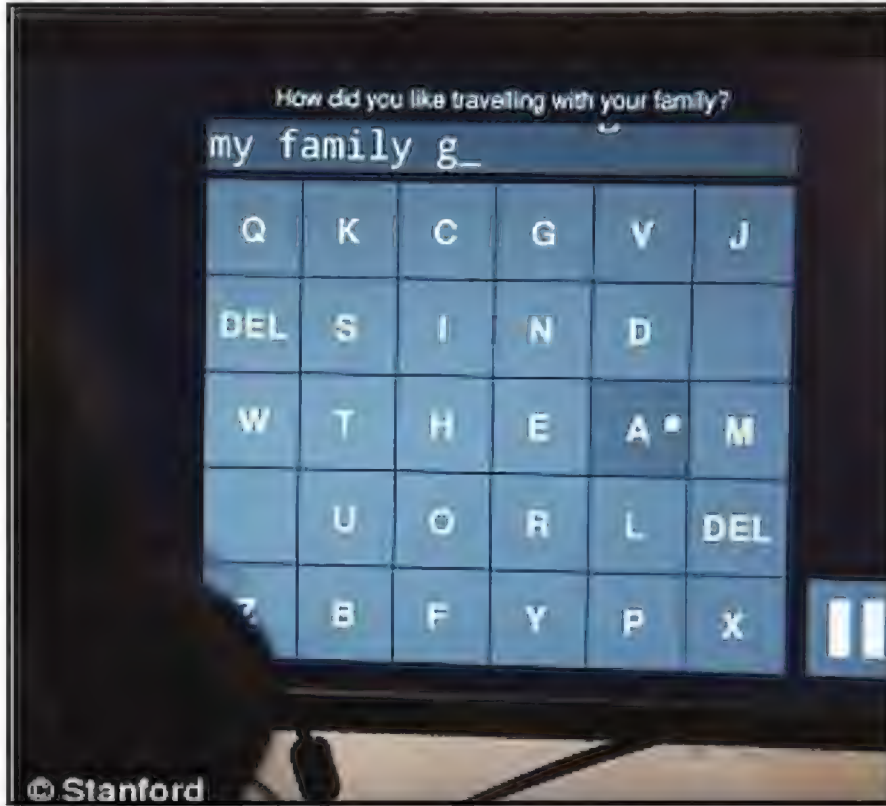 How did you like travelling with your family?
my family g_
Q K C G V J
DEL S I N D
W T H E A M
U O R L DEL
Z B F Y P X
© Stanford